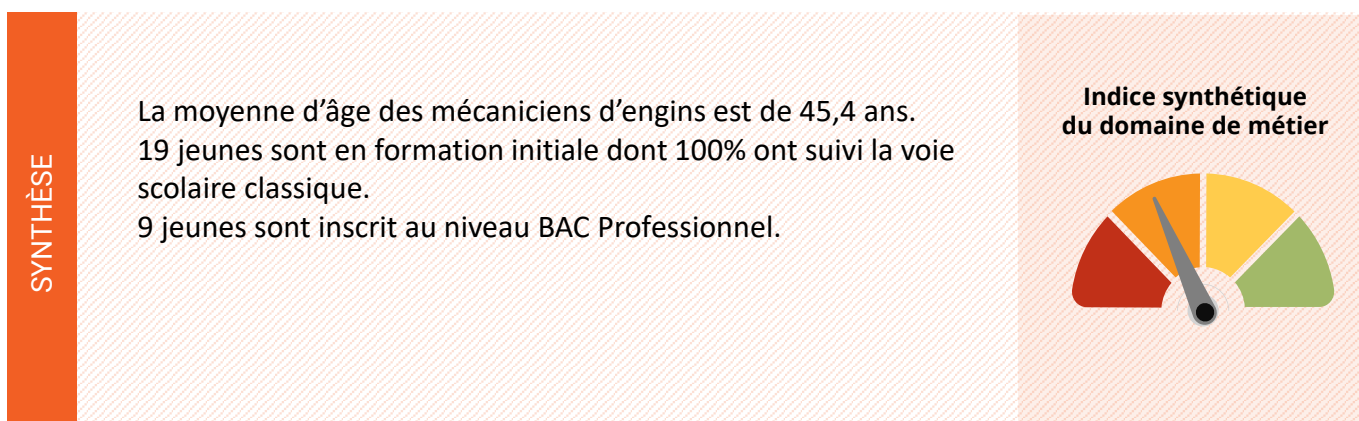 SYNTHÈSE
La moyenne d’âge des mécaniciens d’engins est de 45,4 ans.
19 jeunes sont en formation initiale dont 100% ont suivi la voie
scolaire classique.
9 jeunes sont inscrit au niveau BAC Professionnel.
Indice synthétique
du domaine de métier